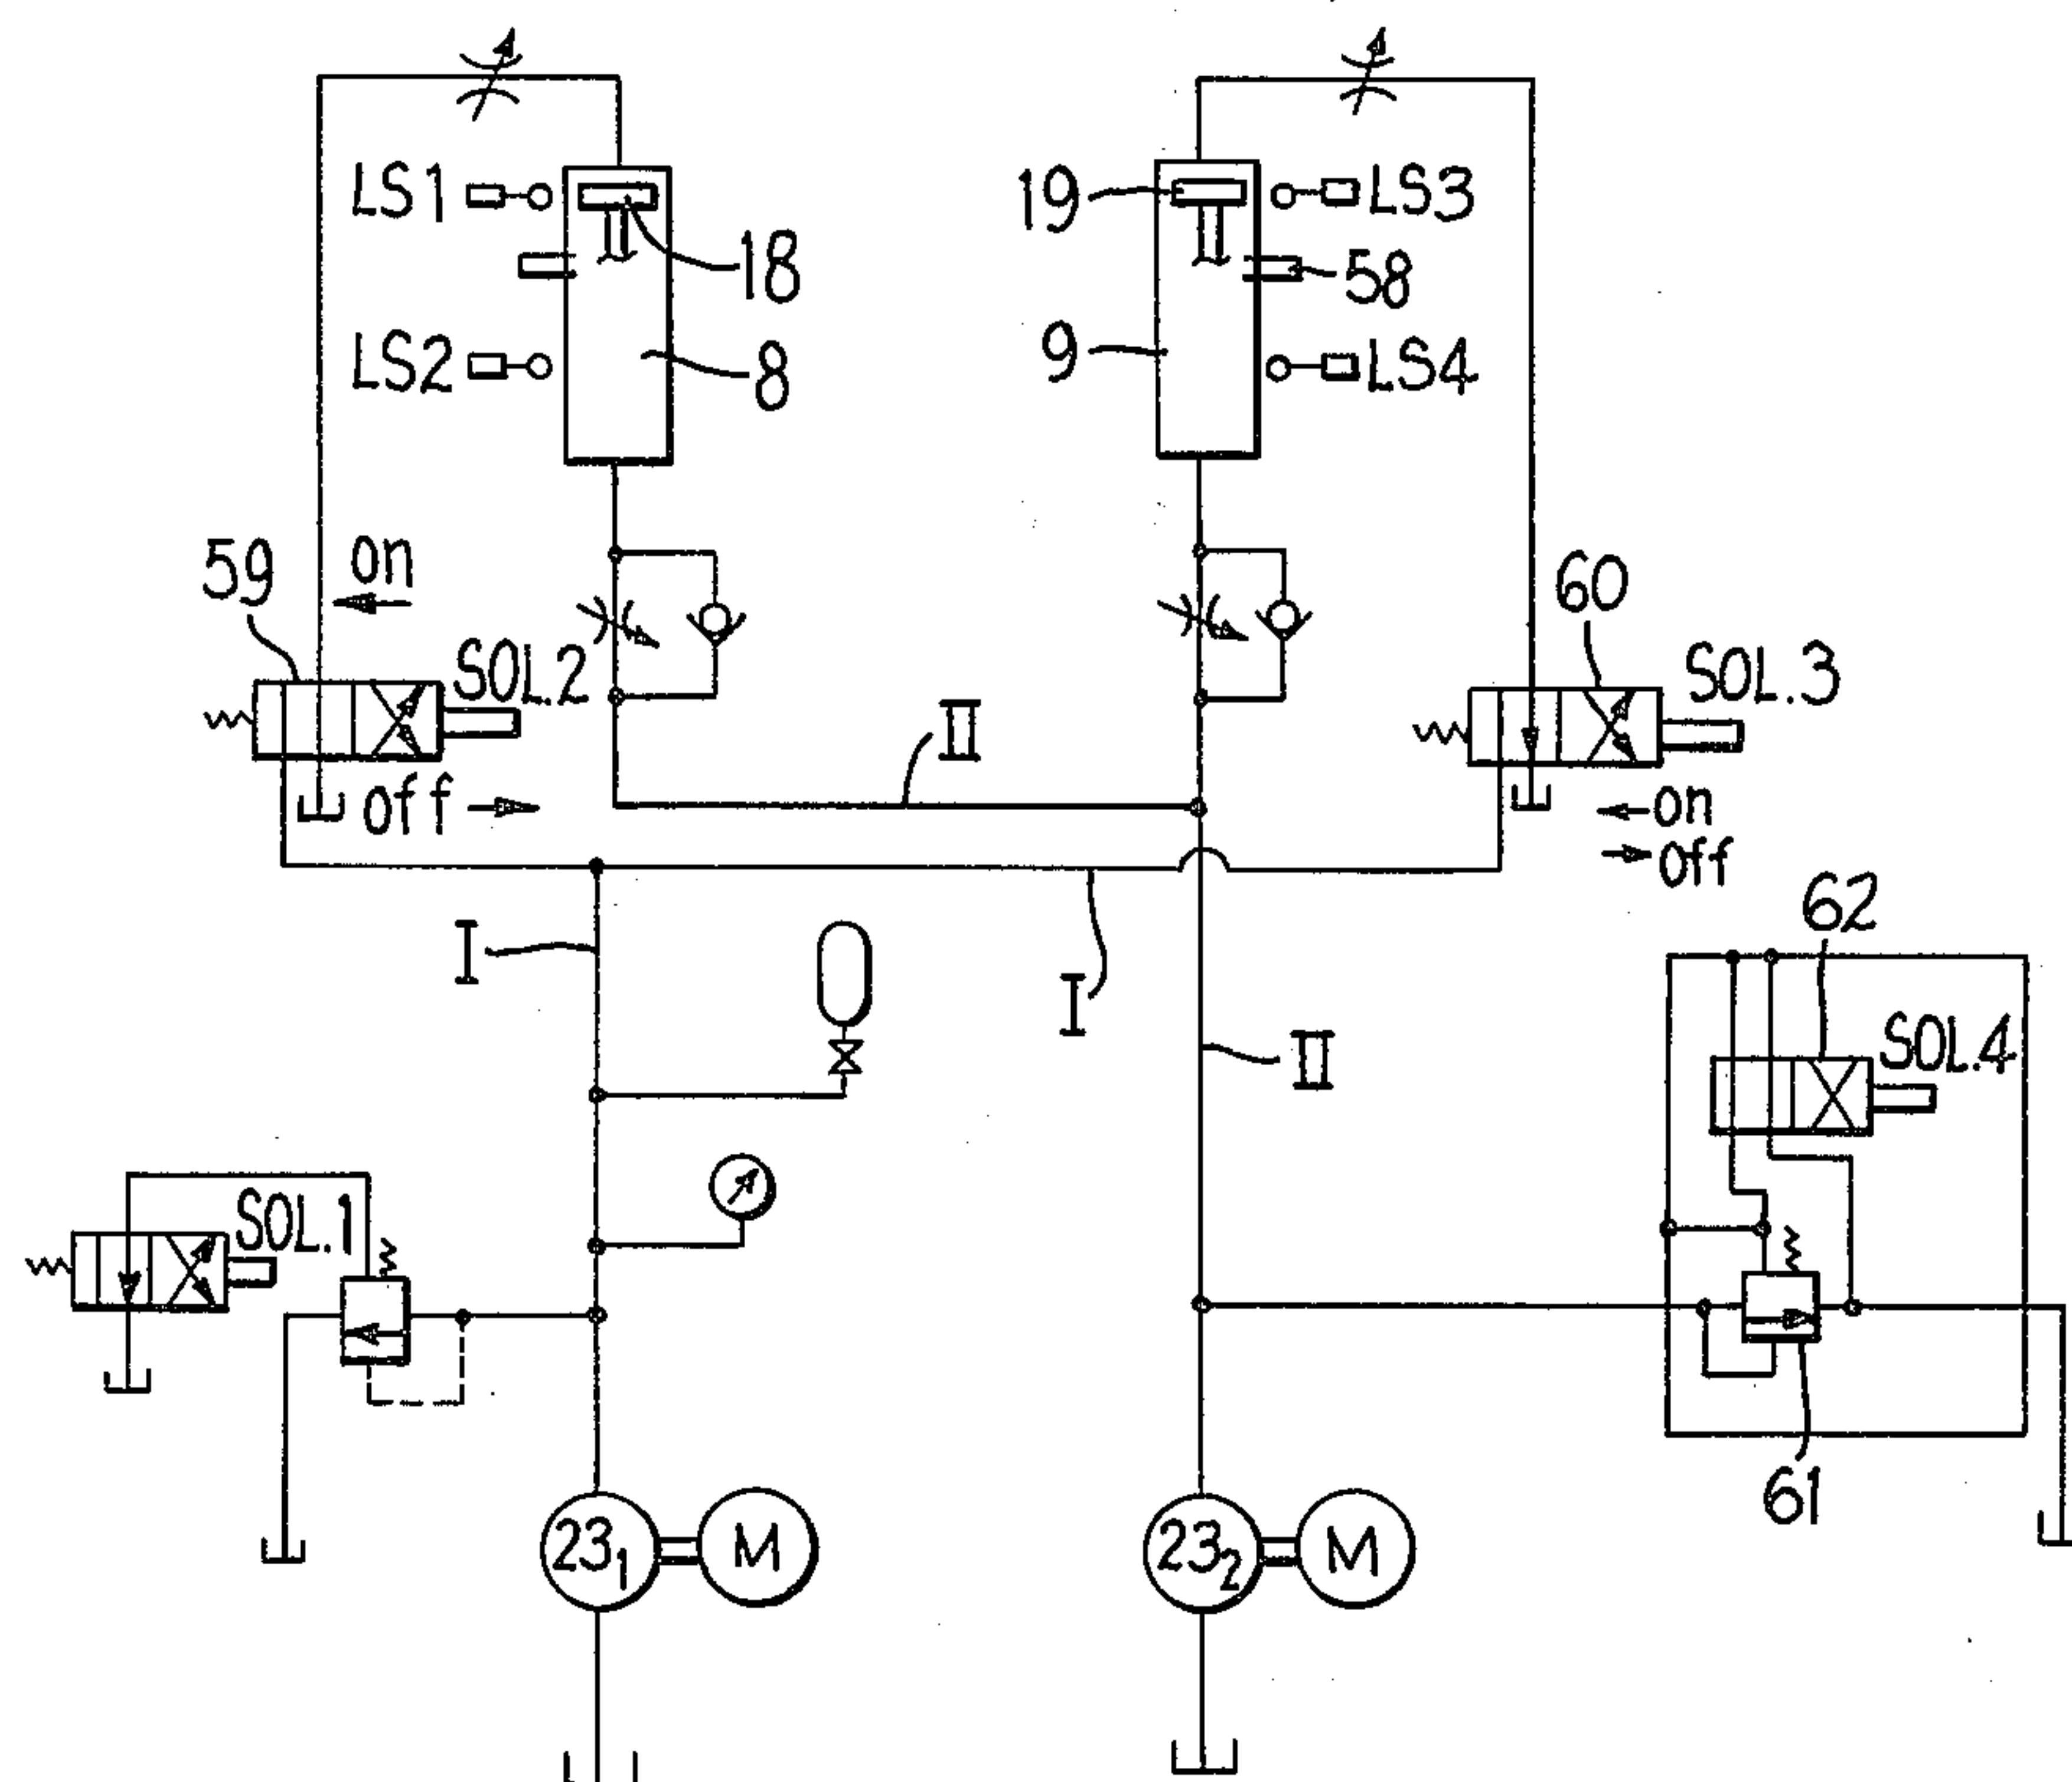 LS1
19
LS3
18
58
LS2
8
9
LS4
59
on
SOL.2
60
SOL.3
II
off
on
off
I
I
62
II
SOL.4
SOL.1
61
23₁
M
23₂
M